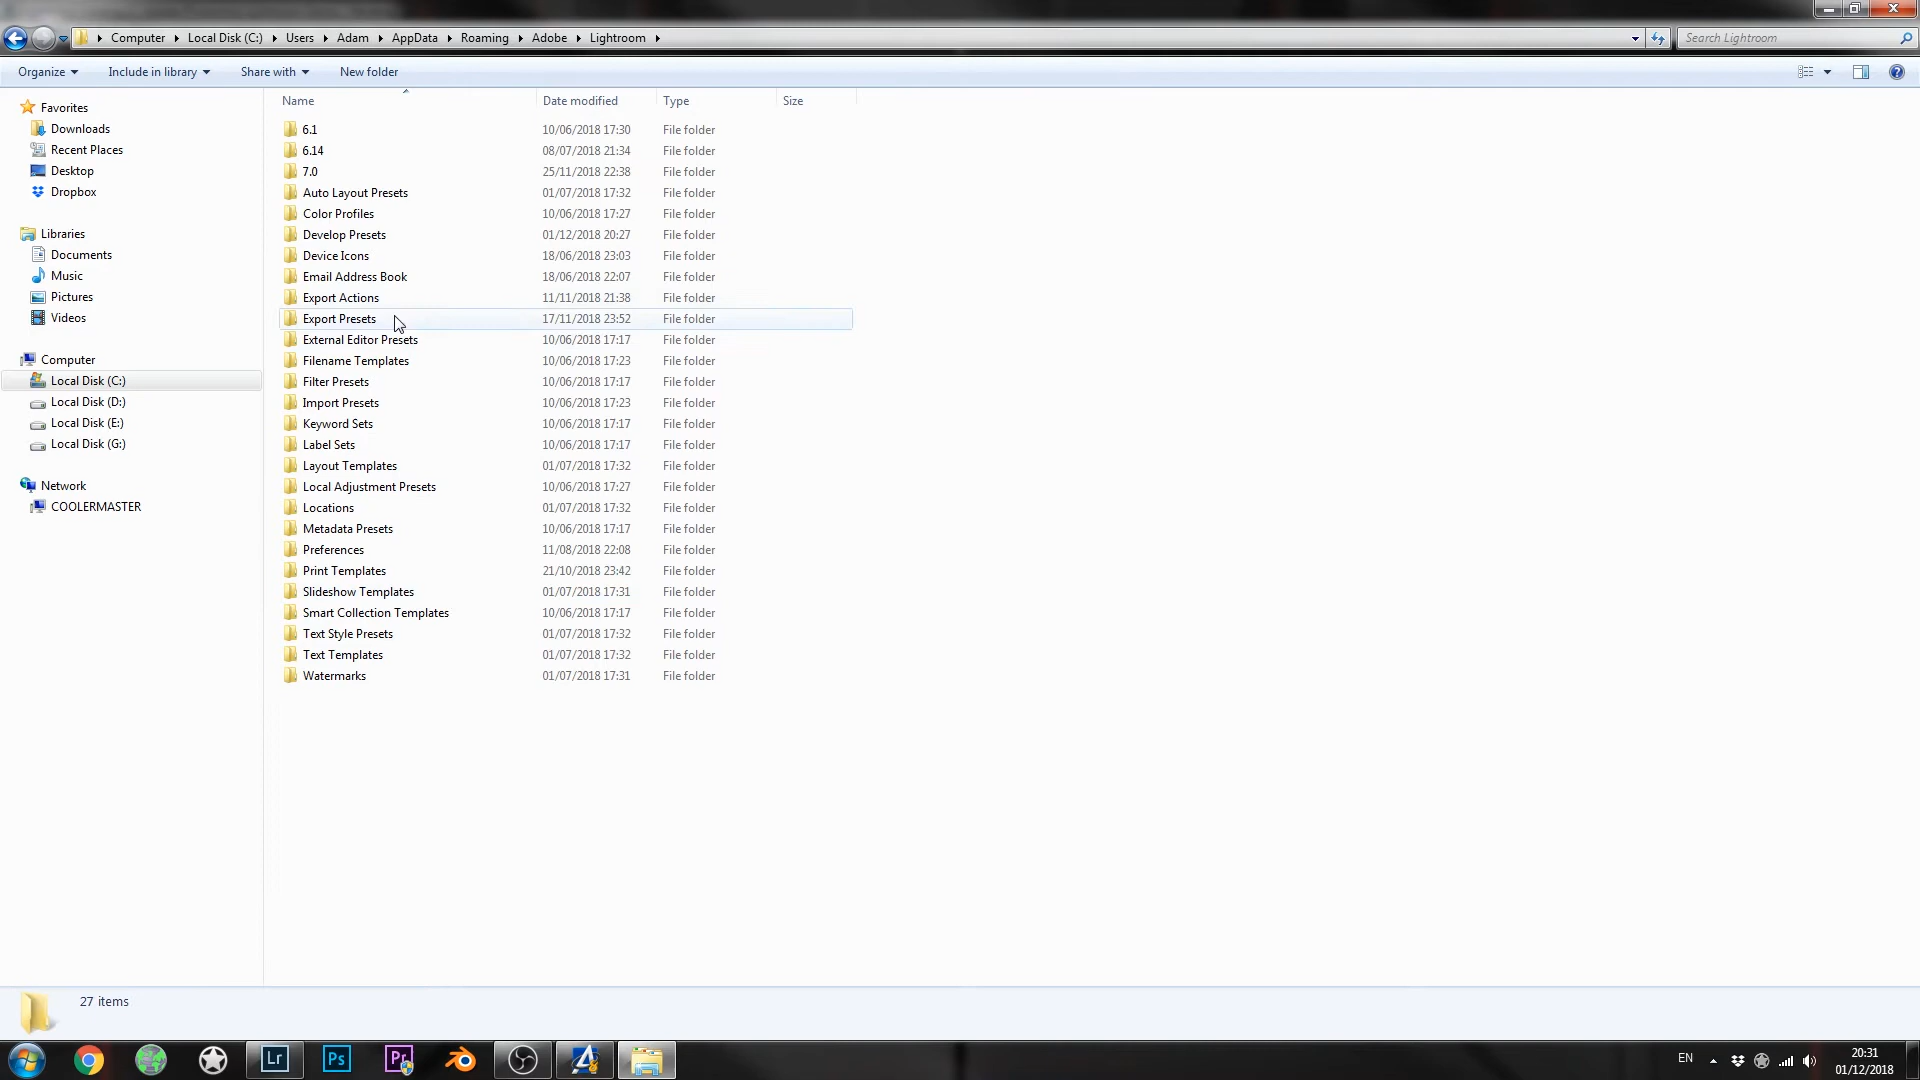 Computer Local Disk (C:) Users Adam AppData Roaming Adobe Lightroom Search Lightroom
Organize Include in library Share with New folder
Favorites
Downloads
Recent Places
Desktop
Dropbox
Libraries
Documents
Music
Pictures
Videos
Computer
Local Disk (C:)
Local Disk (D:)
Local Disk (E:)
Local Disk (G:)
Network
COOLERMASTER
Name Date modified Type Size
6.1 10/06/2018 17:30 File folder
6.14 08/07/2018 21:34 File folder
7.0 25/11/2018 22:38 File folder
Auto Layout Presets 01/07/2018 17:32 File folder
Color Profiles 10/06/2018 17:27 File folder
Develop Presets 01/12/2018 20:27 File folder
Device Icons 18/06/2018 23:03 File folder
Email Address Book 18/06/2018 22:07 File folder
Export Actions 11/11/2018 21:38 File folder
Export Presets 17/11/2018 23:52 File folder
External Editor Presets 10/06/2018 17:17 File folder
Filename Templates 10/06/2018 17:23 File folder
Filter Presets 10/06/2018 17:17 File folder
Import Presets 10/06/2018 17:23 File folder
Keyword Sets 10/06/2018 17:17 File folder
Label Sets 10/06/2018 17:17 File folder
Layout Templates 01/07/2018 17:32 File folder
Local Adjustment Presets 10/06/2018 17:27 File folder
Locations 01/07/2018 17:32 File folder
Metadata Presets 10/06/2018 17:17 File folder
Preferences 11/08/2018 22:08 File folder
Print Templates 21/10/2018 23:42 File folder
Slideshow Templates 01/07/2018 17:31 File folder
Smart Collection Templates 10/06/2018 17:17 File folder
Text Style Presets 01/07/2018 17:32 File folder
Text Templates 01/07/2018 17:32 File folder
Watermarks 01/07/2018 17:31 File folder
27 items
Lr Ps Pr EN 20:31
01/12/2018